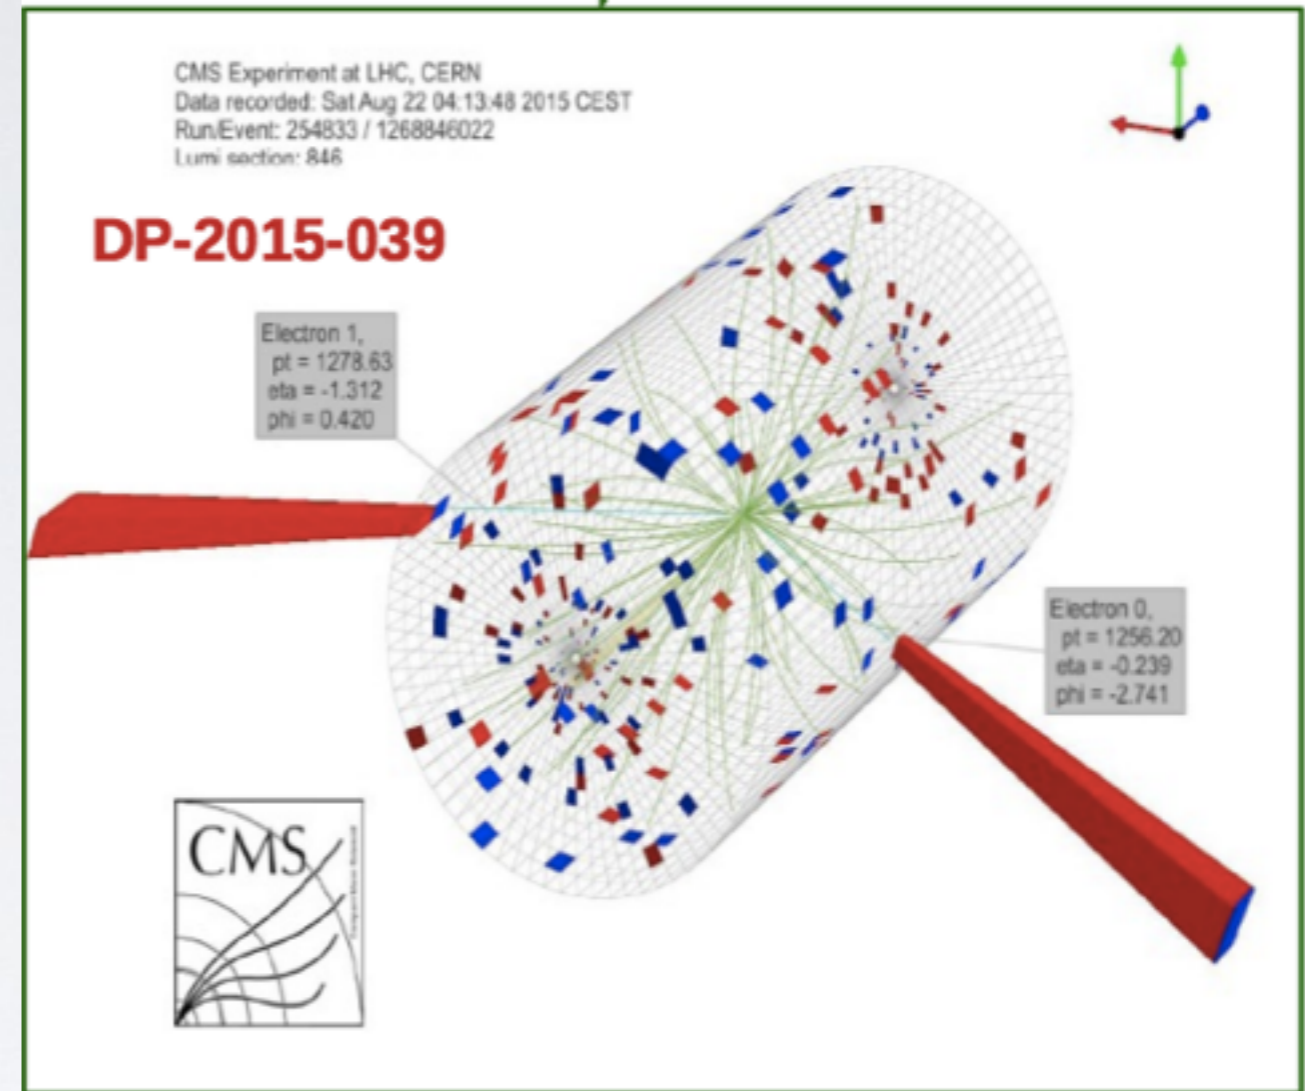 CMS Experiment at LHC, CERN
Data recorded: Sat Aug 22 04:13:48 2015 CEST
Run/Event: 254833 / 1268846022
Lumi section: 846
DP-2015-039
Electron 1,
pt = 1278.63
eta = -1.312
phi = 0.420
Electron 0,
pt = 1256.20
eta = -0.239
phi = -2.741
CMS